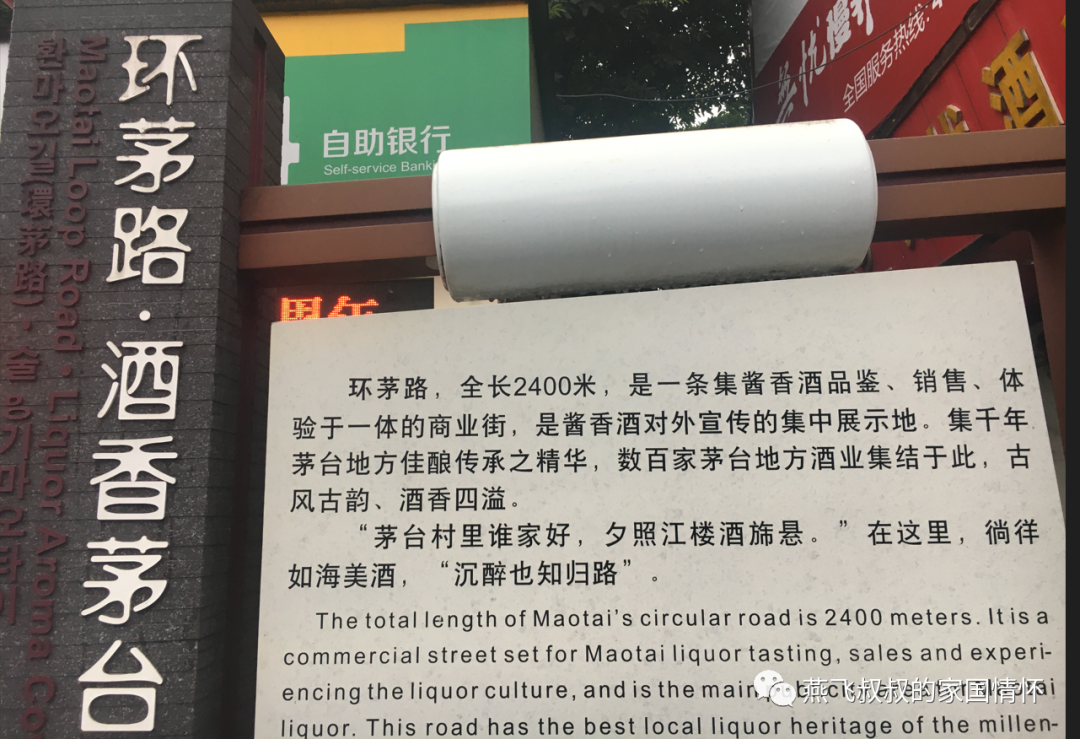 环茅路·酒香茅台
Maotai Loop Road · Liquor Aroma
환마오길(環茅路)·술
自助银行
Self-service Bank
全国服务热线:
酒
环茅路，全长2400米，是一条集酱香酒品鉴、销售、体
验于一体的商业街，是酱香酒对外宣传的集中展示地。集千年
茅台地方佳酿传承之精华，数百家茅台地方酒业集结于此，古
风古韵、酒香四溢。
“茅台村里谁家好，夕照江楼酒旆悬。”在这里，徜徉
如海美酒，“沉醉也知归路”。
The total length of Maotai's circular road is 2400 meters. It is a
commercial street set for Maotai liquor tasting, sales and experi-
encing the liquor culture, and is the main
liquor. This road has the best local liquor heritage of the millen-
燕飞叔叔的家国情怀